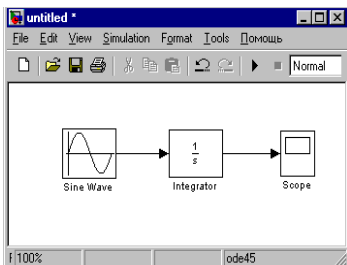 untitled *
File Edit View Simulation Format Tools Помощь
Normal
1
s
Sine Wave Integrator Scope
100% ode45